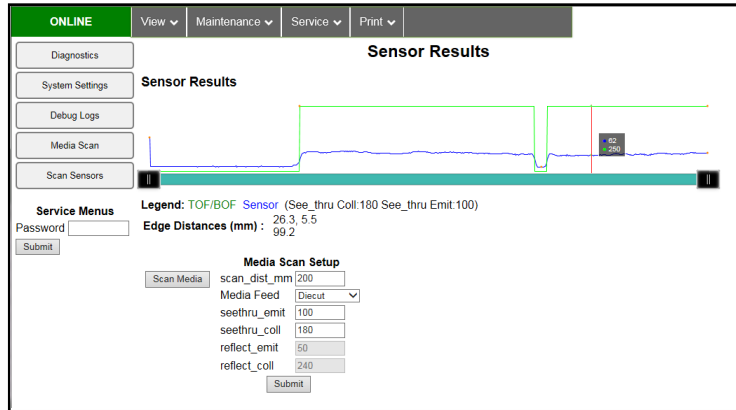 ONLINE
View Maintenance Service Print
Sensor Results
Diagnostics
System Settings
Debug Logs
Media Scan
Scan Sensors
Service Menus
Password
Submit
Sensor Results
62
250
Legend: TOF/BOF Sensor (See_thru Coll:180 See_thru Emit:100)
Edge Distances (mm) : 26.3, 5.5
99.2
Media Scan Setup
Scan Media scan_dist_mm 200
Media Feed Diecut
seethru_emit 100
seethru_coll 180
reflect_emit 50
reflect_coll 240
Submit